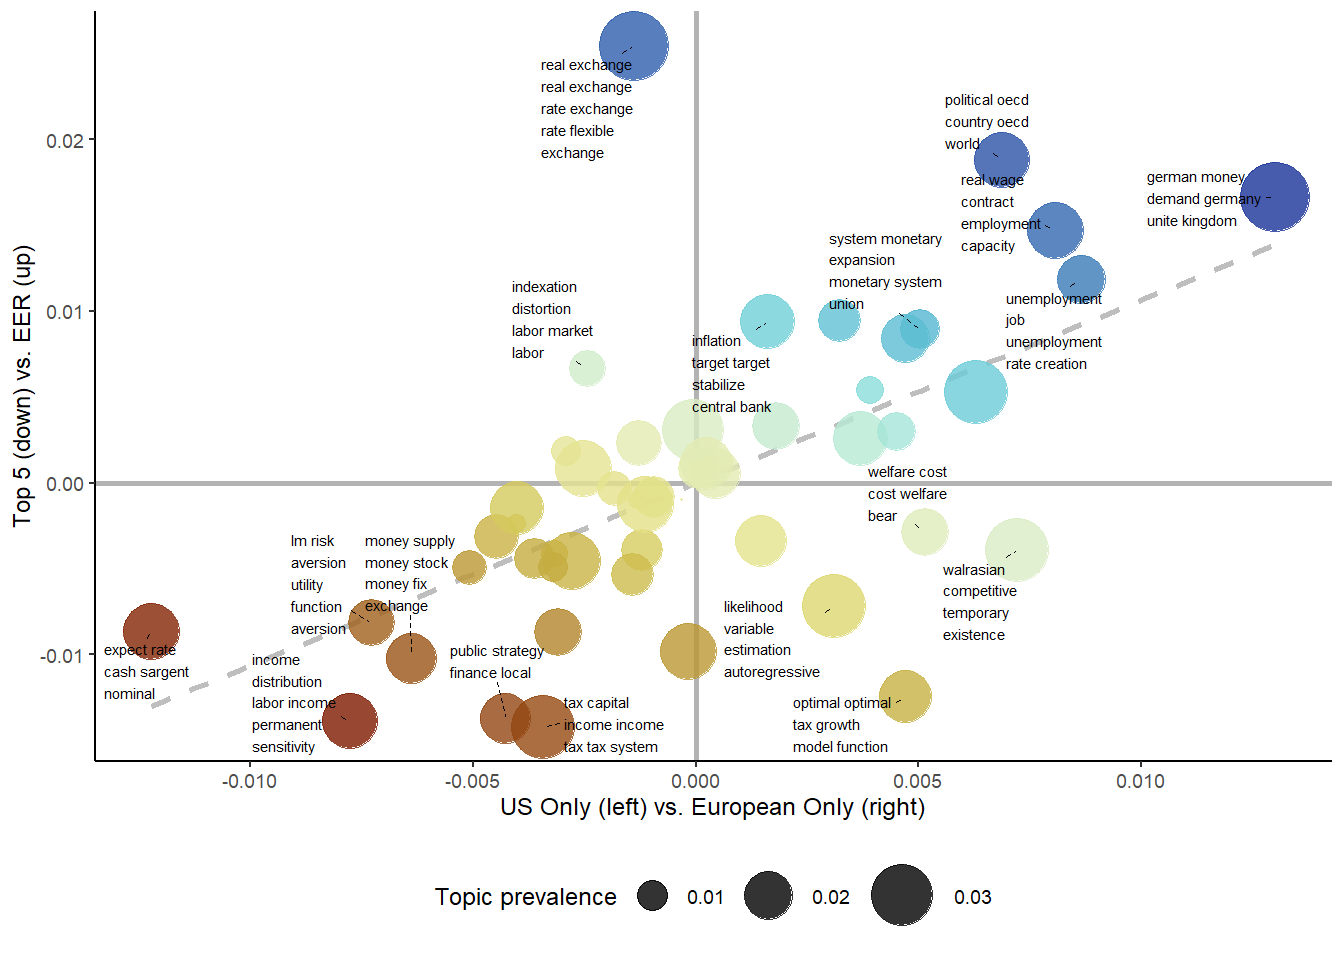 real exchange
real exchange
rate exchange
rate flexible
exchange
political oecd
country oecd
world
real wage
contract
employment
capacity
german money
demand germany
unite kingdom
system monetary
expansion
monetary system
union
indexation
distortion
labor market
labor
unemployment
job
unemployment
rate creation
inflation
target target
stabilize
central bank
welfare cost
cost welfare
bear
lm risk
aversion
utility
function
aversion
money supply
money stock
money fix
exchange
walrasian
competitive
temporary
existence
likelihood
variable
estimation
autoregressive
expect rate
cash sargent
nominal
income
distribution
labor income
permanent
sensitivity
public strategy
finance local
tax capital
income income
tax tax system
optimal optimal
tax growth
model function
Top 5 (down) vs. EER (up)
0.02
0.01
0.00
-0.01
-0.010
-0.005
0.000
0.005
0.010
US Only (left) vs. European Only (right)
Topic prevalence
0.01
0.02
0.03